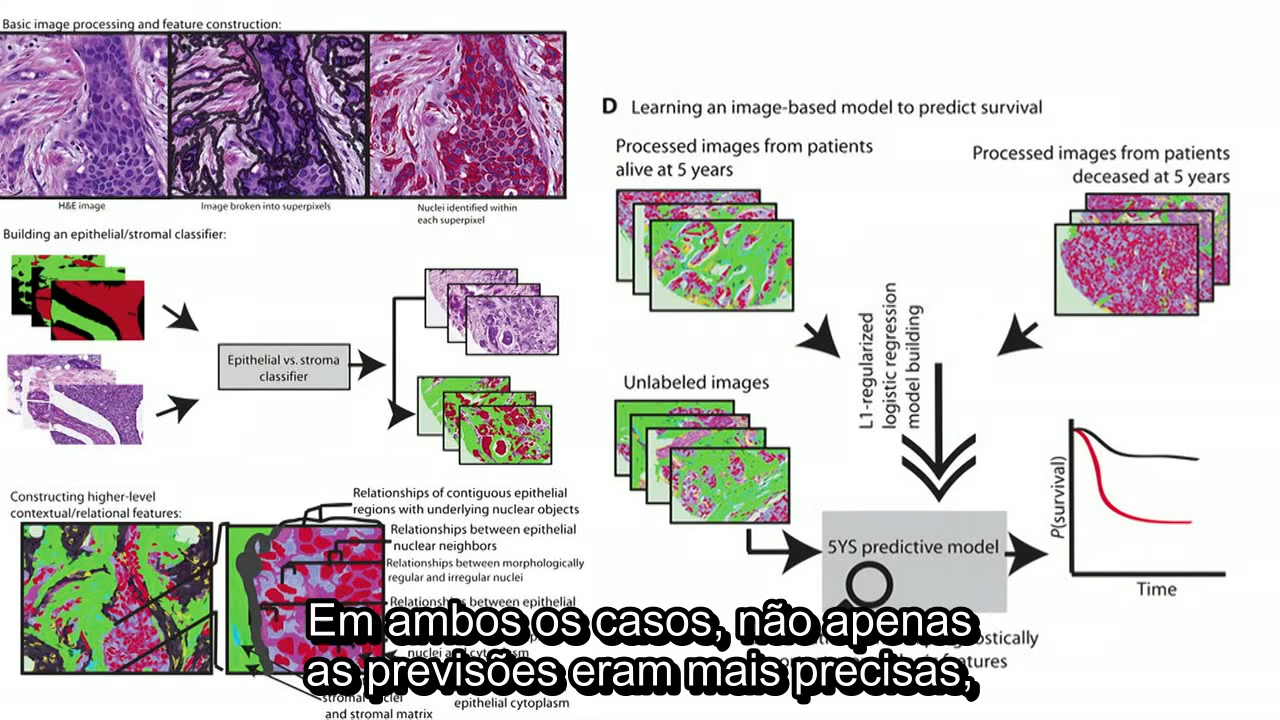 Basic image processing and feature construction:
H&E image
Image broken into superpixels
Nuclei identified within
each superpixel
Building an epithelial/stromal classifier:
Epithelial vs. stroma
classifier
Constructing higher-level
contextual/relational features:
Relationships of contiguous epithelial
regions with underlying nuclear objects
Relationships between epithelial
nuclear neighbors
Relationships between morphologically
regular and irregular nuclei
Relationships between epithelial
nuclei and cytoplasm
and stromal matrix
epithelial cytoplasm
D Learning an image-based model to predict survival
Processed images from patients
alive at 5 years
Processed images from patients
deceased at 5 years
L1-regularized
logistic regression
model building
Unlabeled images
5YS predictive model
P(survival)
Time
features
Em ambos os casos, não apenas
as previsões eram mais precisas,